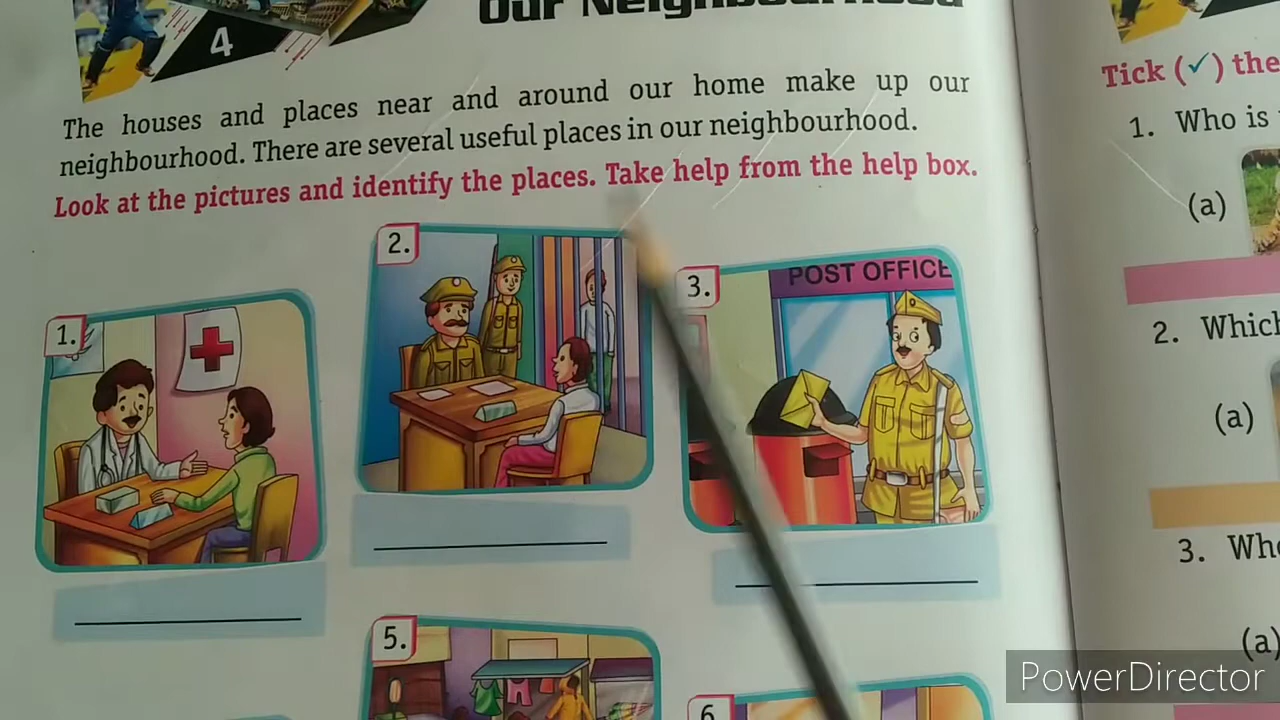 4
Our Neighbourhood
The houses and places near and around our home make up our
neighbourhood. There are several useful places in our neighbourhood.
Look at the pictures and identify the places. Take help from the help box.
1.
2.
3.
POST OFFICE
5.
6
Tick (✓) the
1. Who is
(a)
2. Which
(a)
3.
(a)
PowerDirector